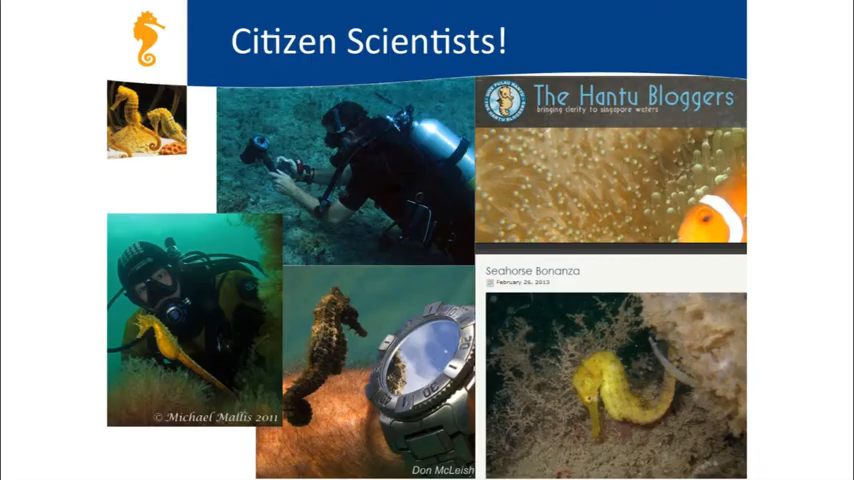 Citizen Scientists!
The Hantu Bloggers
bringing clarity to singapore waters
Seahorse Bonanza
February 26, 2013
© Michael Mallis 2011
Don McLeish